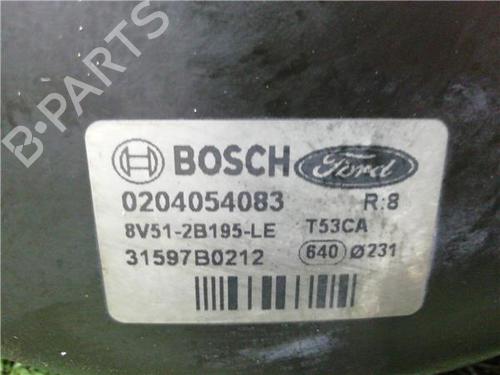 B-PARTS
BOSCH Ford
0204054083 R:8
8V51-2B195-LE T53CA
31597B0212 640 Ø231